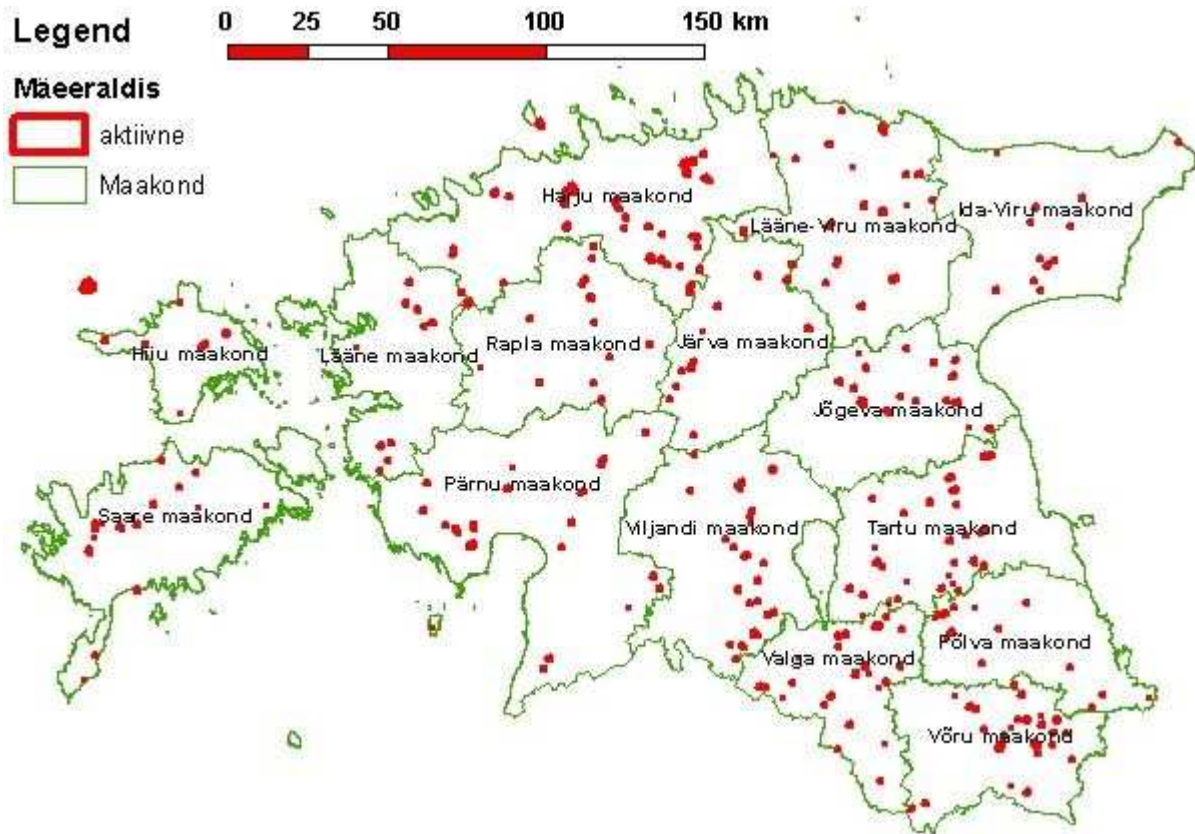 Legend
0 25 50 100 150 km
Mäeeraldis
aktiivne
Maakond
Harju maakond
Lääne-Viru maakond
Ida-Viru maakond
Hiiu maakond
Lääne maakond
Rapla maakond
Järva maakond
Jõgeva maakond
Saare maakond
Pärnu maakond
Viljandi maakond
Tartu maakond
Valga maakond
Põlva maakond
Võru maakond